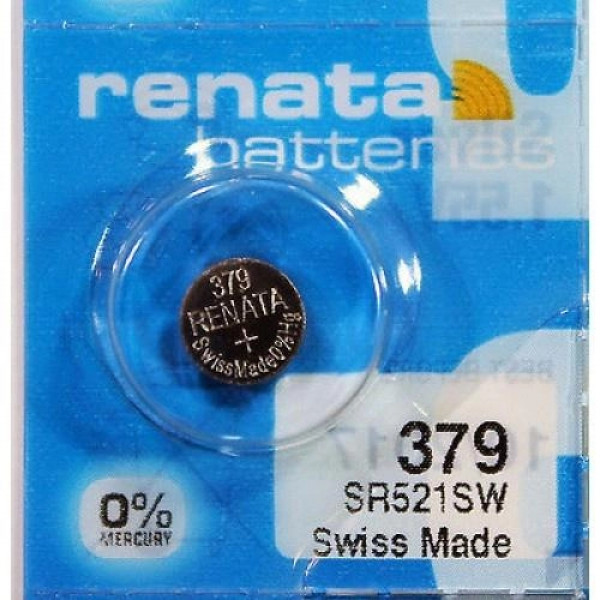 renata
batteries
379
RENATA
+
SwissMade0%Hg
379
SR521SW
Swiss Made
0%
MERCURY